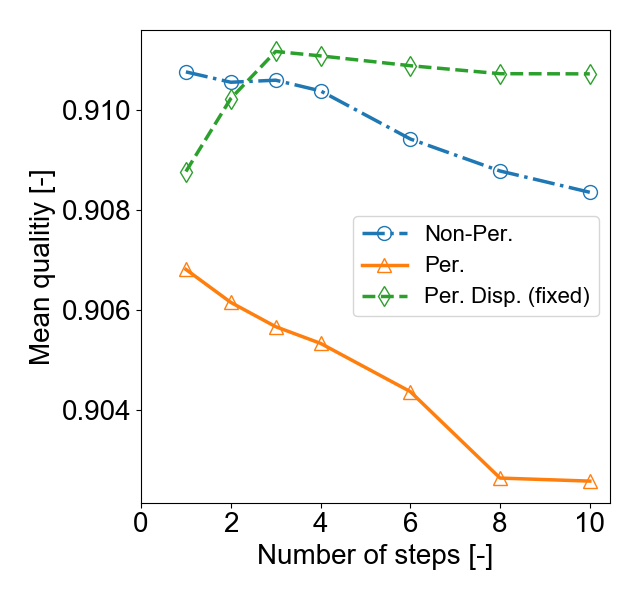 0.910
0.908
0.906
0.904
Mean qualitiy [-]
Non-Per.
Per.
Per. Disp. (fixed)
0 2 4 6 8 10
Number of steps [-]